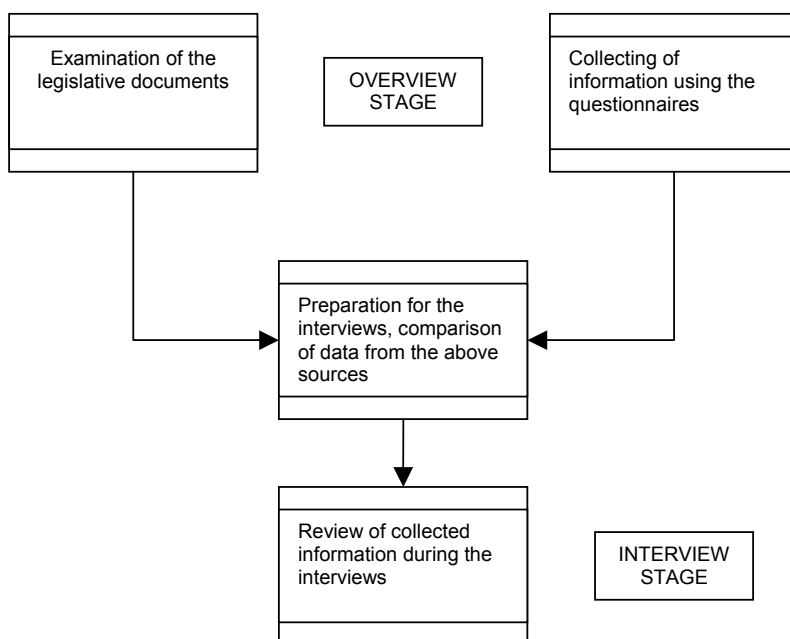 Examination of the
legislative documents
OVERVIEW
STAGE
Collecting of
information using the
questionnaires
Preparation for the
interviews, comparison
of data from the above
sources
Review of collected
information during the
interviews
INTERVIEW
STAGE